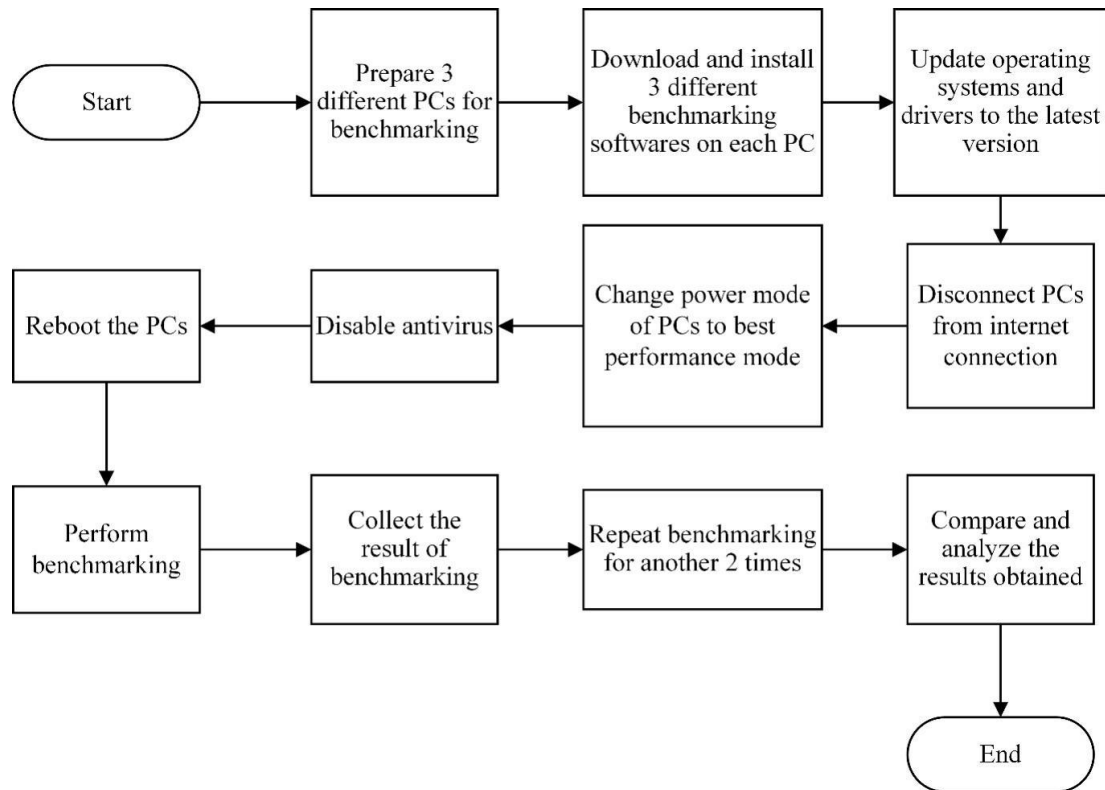 Start
Prepare 3
different PCs for
benchmarking
Download and install
3 different
benchmarking
softwares on each PC
Update operating
systems and
drivers to the latest
version
Disconnect PCs
from internet
connection
Change power mode
of PCs to best
performance mode
Disable antivirus
Reboot the PCs
Perform
benchmarking
Collect the
result of
benchmarking
Repeat benchmarking
for another 2 times
Compare and
analyze the
results obtained
End